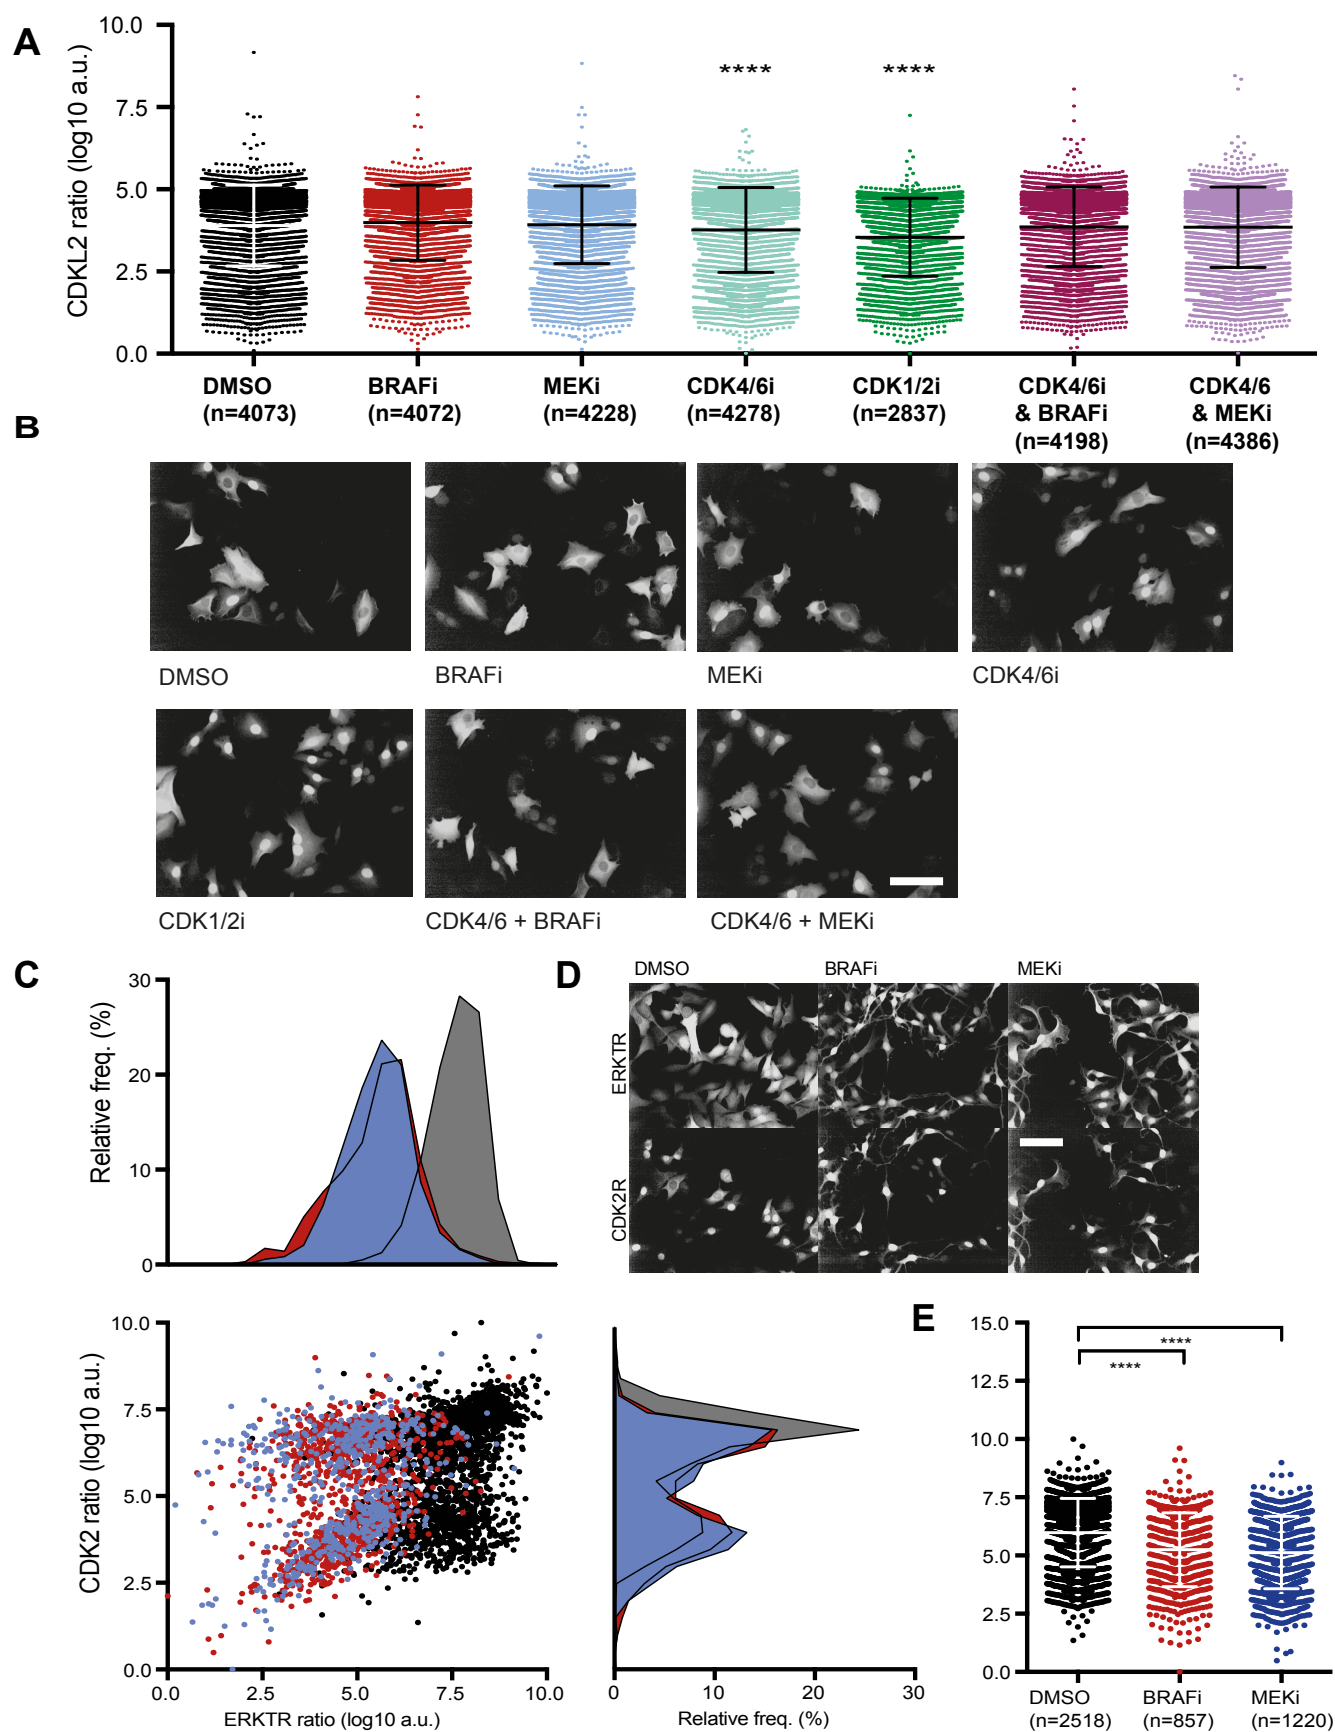 A
CDKL2 ratio (log10 a.u.)
10.0
7.5
5.0
2.5
0.0
****
****
DMSO
(n=4073)
BRAFi
(n=4072)
MEKi
(n=4228)
CDK4/6i
(n=4278)
CDK1/2i
(n=2837)
CDK4/6i
& BRAFi
(n=4198)
CDK4/6
& MEKi
(n=4386)
B
DMSO
BRAFi
MEKi
CDK4/6i
CDK1/2i
CDK4/6 + BRAFi
CDK4/6 + MEKi
C
Relative freq. (%)
30
20
10
0
CDK2 ratio (log10 a.u.)
10.0
7.5
5.0
2.5
0.0
0.0
2.5
5.0
7.5
10.0
ERKTR ratio (log10 a.u.)
0
10
20
30
Relative freq. (%)
D
DMSO
BRAFi
MEKi
ERKTR
CDK2R
E
15.0
12.5
10.0
7.5
5.0
2.5
0.0
****
****
DMSO
(n=2518)
BRAFi
(n=857)
MEKi
(n=1220)